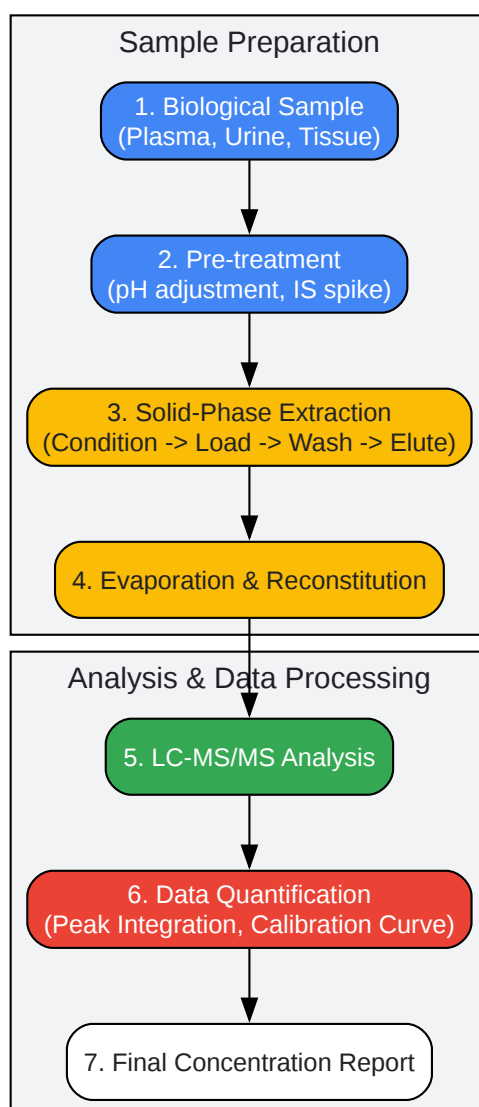 Sample Preparation
1. Biological Sample
(Plasma, Urine, Tissue)
2. Pre-treatment
(pH adjustment, IS spike)
3. Solid-Phase Extraction
(Condition -> Load -> Wash -> Elute)
4. Evaporation & Reconstitution
Analysis & Data Processing
5. LC-MS/MS Analysis
6. Data Quantification
(Peak Integration, Calibration Curve)
7. Final Concentration Report